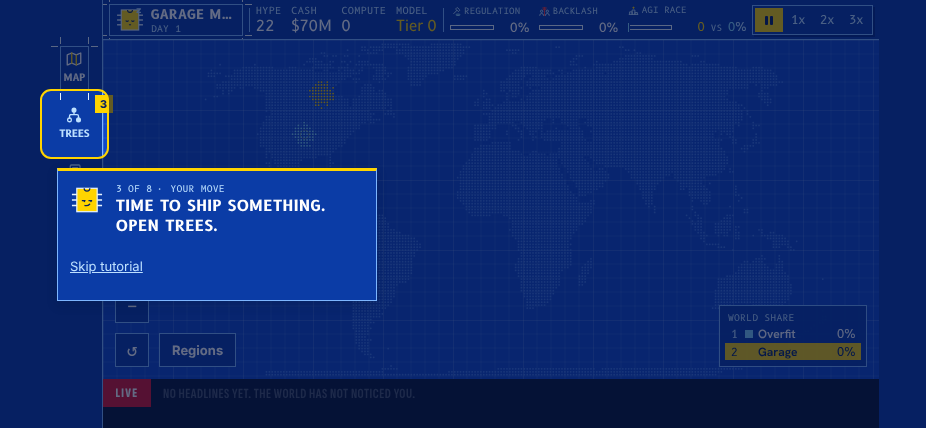 GARAGE M...
DAY 1
HYPE
22
CASH
$70M
COMPUTE
0
MODEL
Tier 0
REGULATION
0%
BACKLASH
0%
AGI RACE
0 VS 0%
1x
2x
3x
MAP
3
TREES
3 OF 8 · YOUR MOVE
TIME TO SHIP SOMETHING.
OPEN TREES.
Skip tutorial
−
↺
Regions
WORLD SHARE
1 Overfit 0%
2 Garage 0%
LIVE
NO HEADLINES YET. THE WORLD HAS NOT NOTICED YOU.